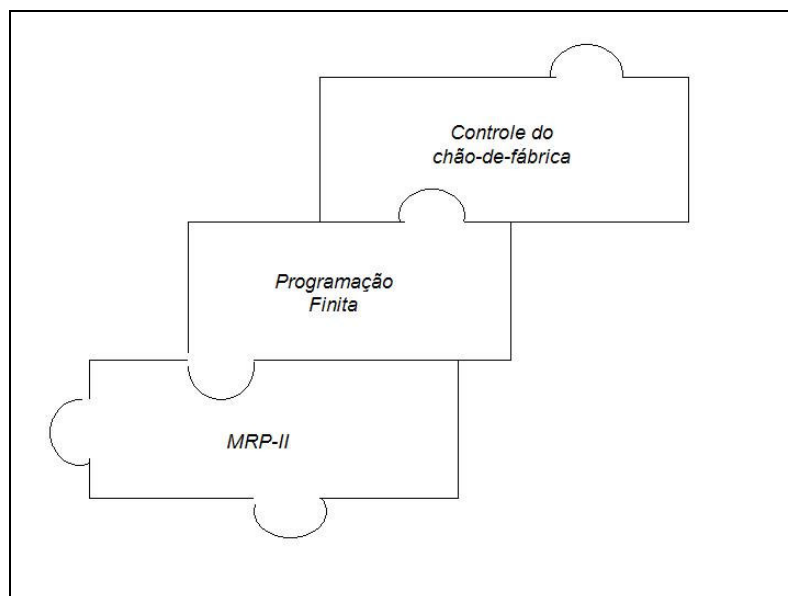 Controle do
chão-de-fábrica
Programação
Finita
MRP-II